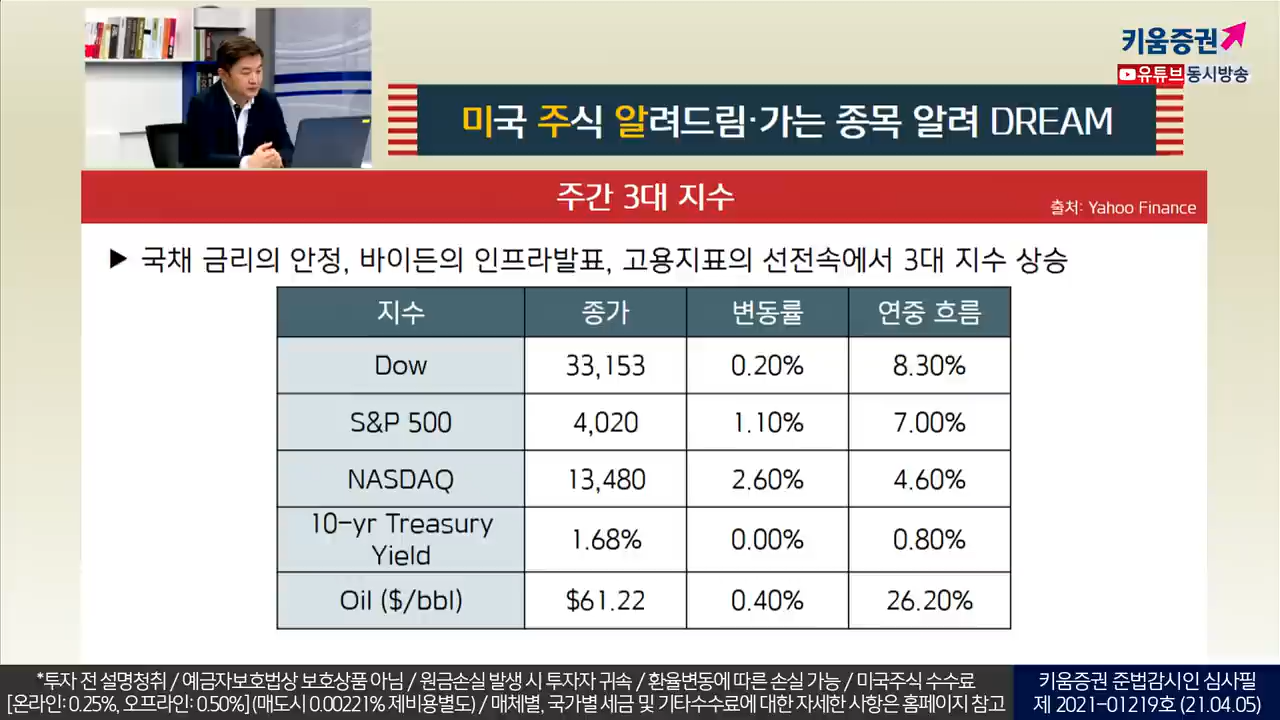 키움증권
유튜브 동시방송
미국 주식 알려드림·가는 종목 알려 DREAM
주간 3대 지수
출처: Yahoo Finance
▶ 국채 금리의 안정, 바이든의 인프라발표, 고용지표의 선전속에서 3대 지수 상승
지수 종가 변동률 연중 흐름
Dow 33,153 0.20% 8.30%
S&P 500 4,020 1.10% 7.00%
NASDAQ 13,480 2.60% 4.60%
10-yr Treasury
Yield 1.68% 0.00% 0.80%
Oil ($/bbl) $61.22 0.40% 26.20%
*투자 전 설명청취 / 예금자보호법상 보호상품 아님 / 원금손실 발생 시 투자자 귀속 / 환율변동에 따른 손실 가능 / 미국주식 수수료
[온라인: 0.25%, 오프라인: 0.50%] (매도시 0.00221% 제비용별도) / 매체별, 국가별 세금 및 기타수수료에 대한 자세한 사항은 홈페이지 참고
키움증권 준법감시인 심사필
제 2021-01219호 (21.04.05)